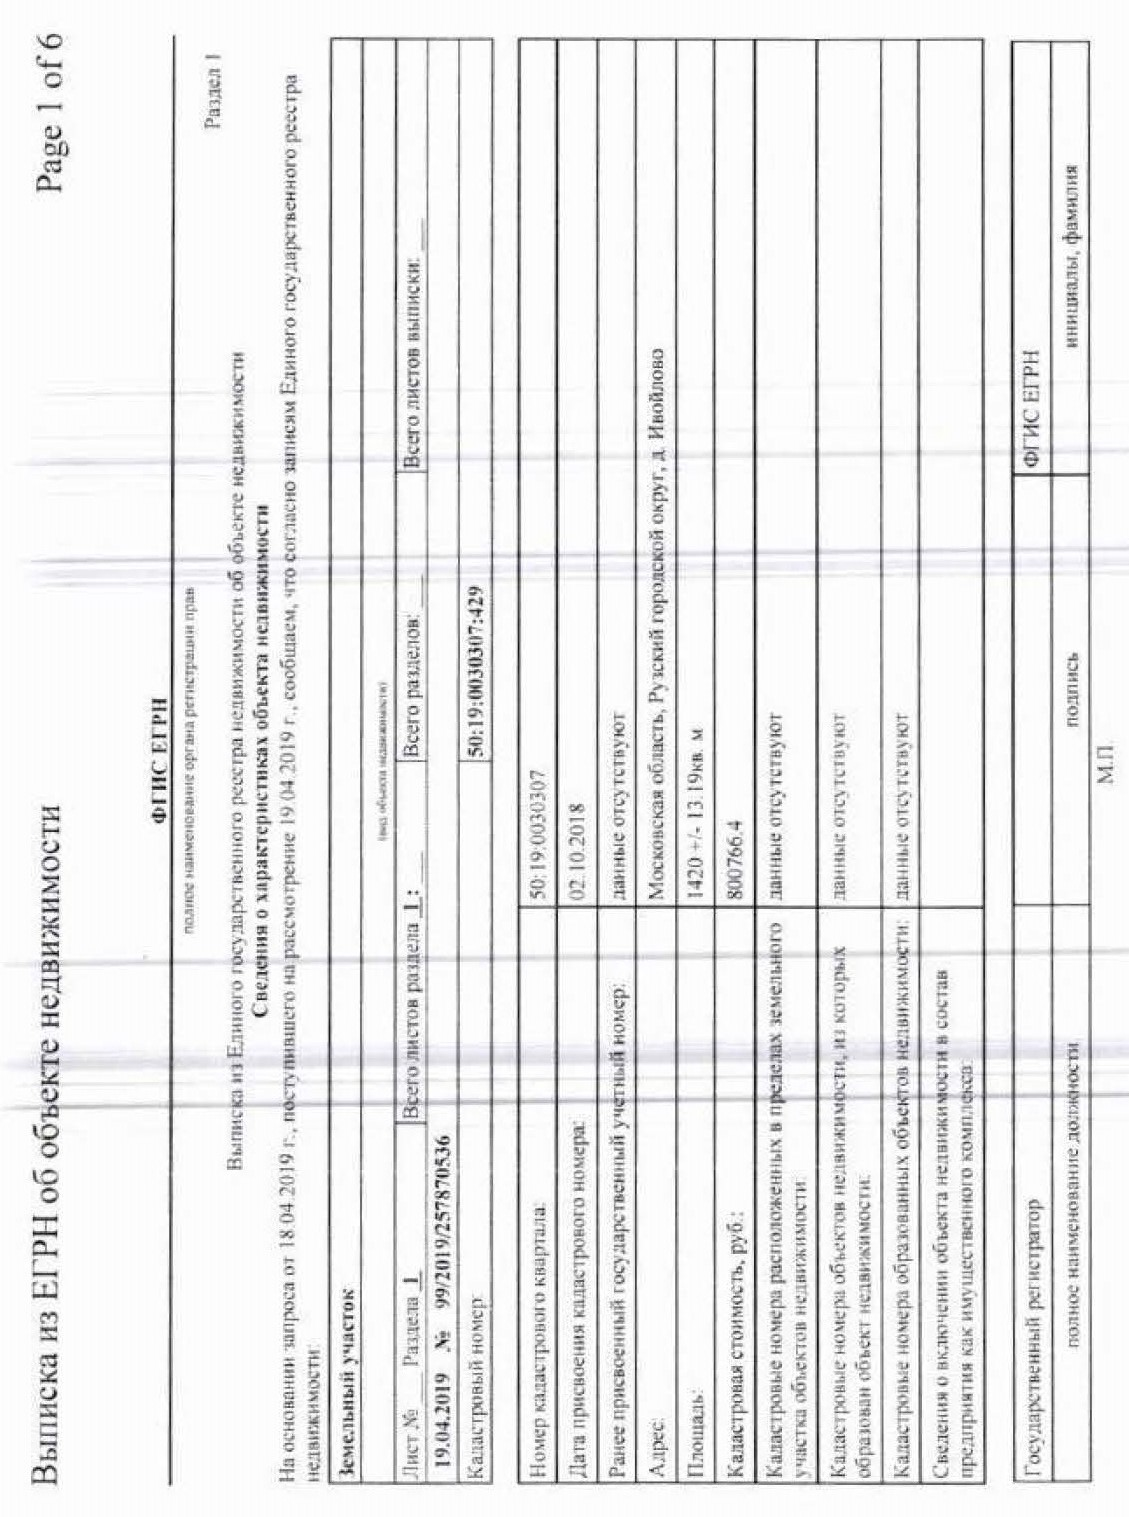 Выписка из ЕГРН об объекте недвижимости Page 1 of 6
ФГИС ЕГРН
полное наименование органа регистрации прав
Раздел 1
Выписка из Единого государственного реестра недвижимости об объекте недвижимости
Сведения о характеристиках объекта недвижимости
На основании запроса от 18.04.2019 г., поступившего на рассмотрение 19.04.2019 г., сообщаем, что согласно записям Единого государственного реестра
недвижимости:
Земельный участок
(вид объекта недвижимости)
Лист № ___ Раздела 1 Всего листов раздела 1 : ___ Всего разделов: ___ Всего листов выписки: ___
19.04.2019 № 99/2019/257870536
Кадастровый номер: 50:19:0030307:429
Номер кадастрового квартала: 50:19:0030307
Дата присвоения кадастрового номера: 02.10.2018
Ранее присвоенный государственный учетный номер: данные отсутствуют
Адрес: Московская область, Рузский городской округ, д. Ивойлово
Площадь: 1420 +/- 13.19кв. м
Кадастровая стоимость, руб.: 800766.4
Кадастровые номера расположенных в пределах земельного данные отсутствуют
участка объектов недвижимости:
Кадастровые номера объектов недвижимости, из которых данные отсутствуют
образован объект недвижимости:
Кадастровые номера образованных объектов недвижимости: данные отсутствуют
Сведения о включении объекта недвижимости в состав
предприятия как имущественного комплекса:
Государственный регистратор ФГИС ЕГРН
полное наименование должности подпись инициалы, фамилия
М.П.